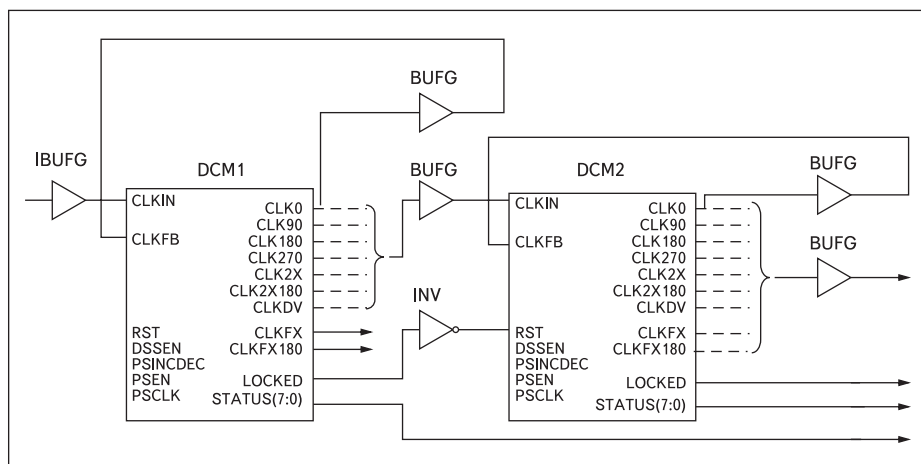 BUFG
IBUFG
DCM1
BUFG
DCM2
BUFG
CLKIN
CLKFB
RST
DSSEN
PSINCDEC
PSEN
PSCLK
CLK0
CLK90
CLK180
CLK270
CLK2X
CLK2X180
CLKDV
CLKFX
CLKFX180
LOCKED
STATUS(7:0)
INV
CLKIN
CLKFB
RST
DSSEN
PSINCDEC
PSEN
PSCLK
CLK0
CLK90
CLK180
CLK270
CLK2X
CLK2X180
CLKDV
CLKFX
CLKFX180
LOCKED
STATUS(7:0)
BUFG